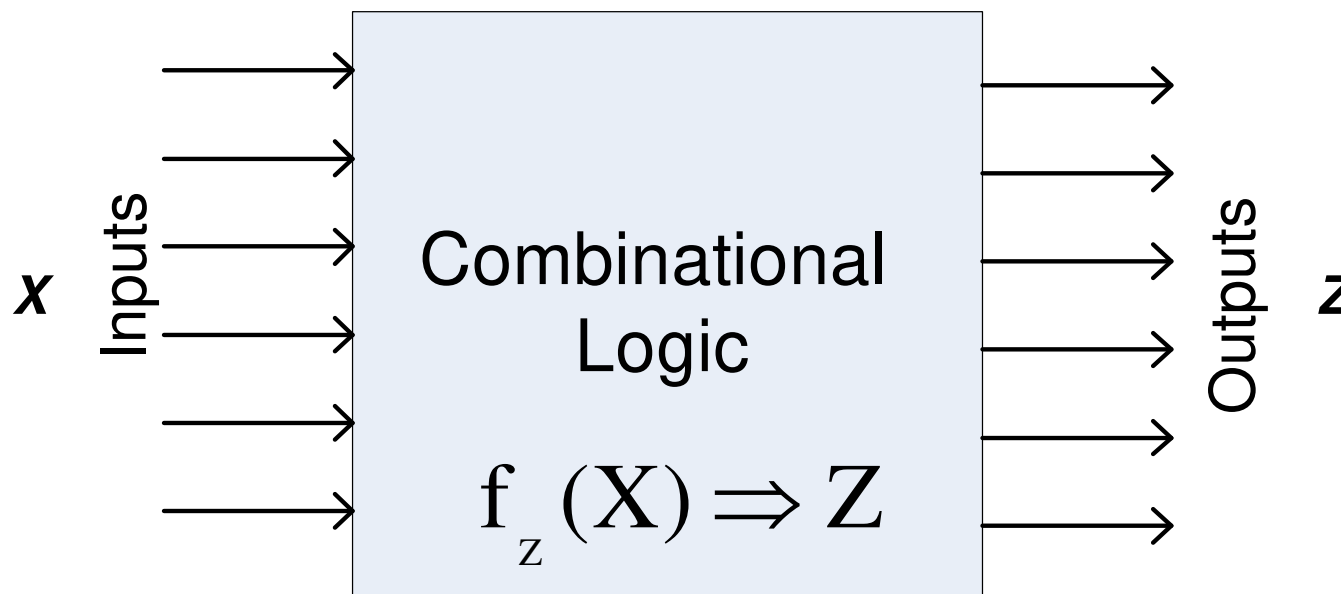 X
Inputs
Combinational
Logic
f_z (X) ⇒ Z
Outputs
Z